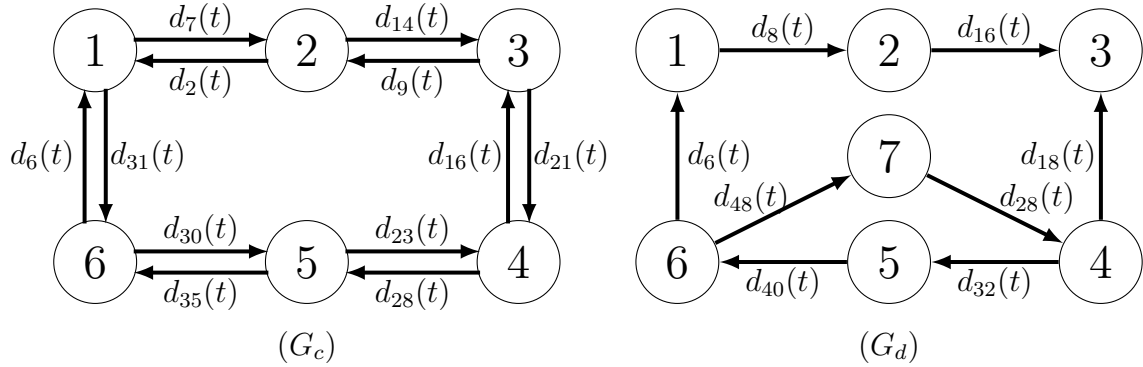 d_7(t) d_14(t) d_8(t) d_16(t)
1 2 3 1 2 3
d_2(t) d_9(t)
d_6(t) d_31(t) d_16(t) d_21(t) d_6(t) 7 d_18(t)
d_48(t) d_28(t)
d_30(t) d_23(t)
6 5 4 6 5 4
d_35(t) d_28(t) d_40(t) d_32(t)
(G_c) (G_d)